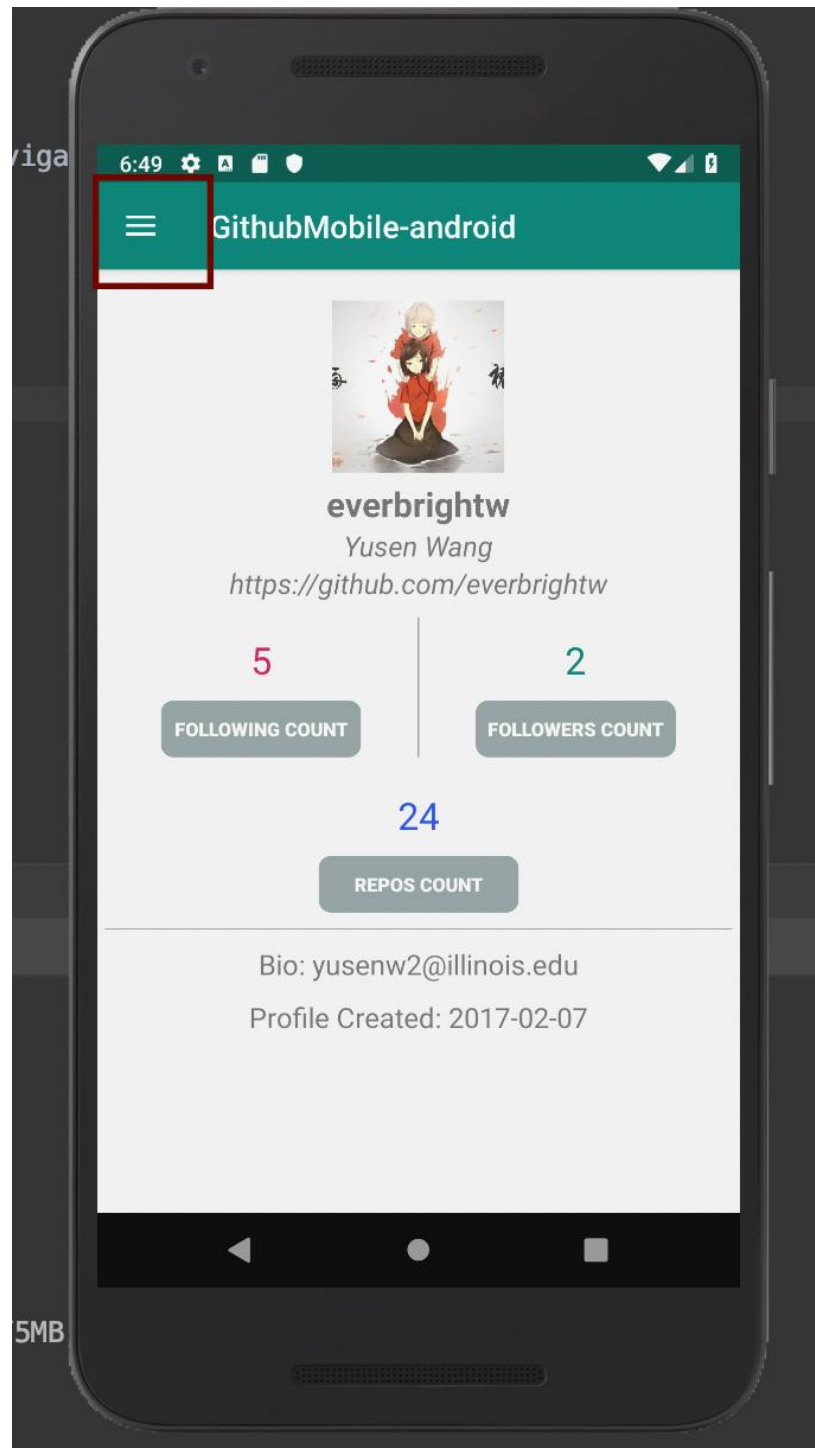 viga
6:49
GithubMobile-android
everbrightw
Yusen Wang
https://github.com/everbrightw
5
2
FOLLOWING COUNT
FOLLOWERS COUNT
24
REPOS COUNT
Bio: yusenw2@illinois.edu
Profile Created: 2017-02-07
5MB